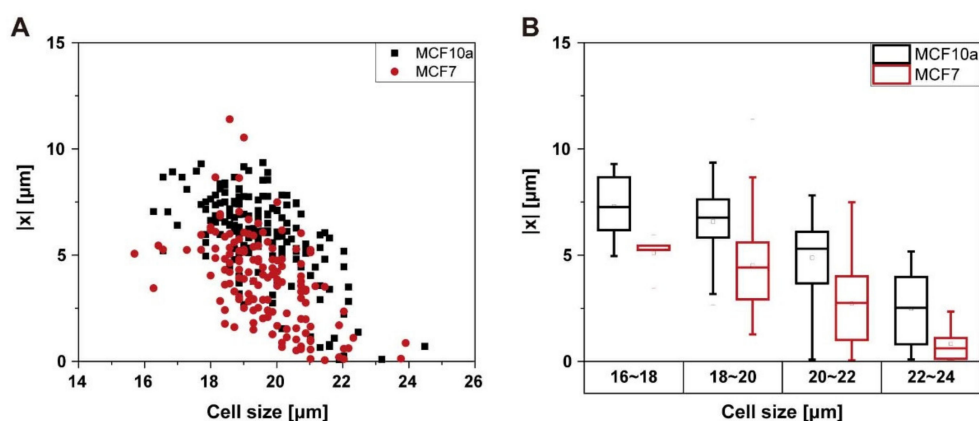 A
15
10
5
0
|x| [µm]
14 16 18 20 22 24 26
Cell size [µm]
MCF10a
MCF7
B
15
10
5
0
|x| [µm]
16~18 18~20 20~22 22~24
Cell size [µm]
MCF10a
MCF7